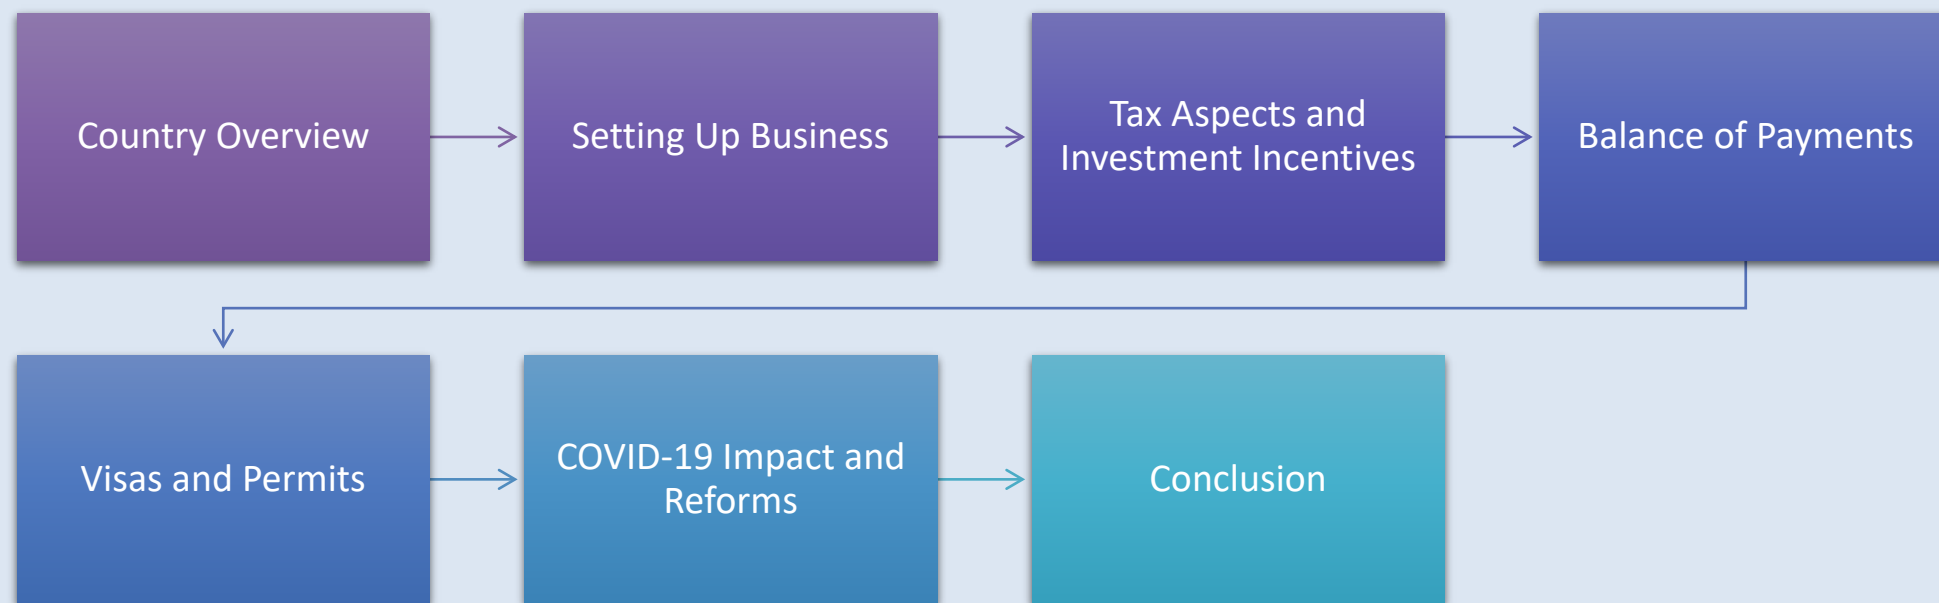 Country Overview
Setting Up Business
Tax Aspects and
Investment Incentives
Balance of Payments
Visas and Permits
COVID-19 Impact and
Reforms
Conclusion